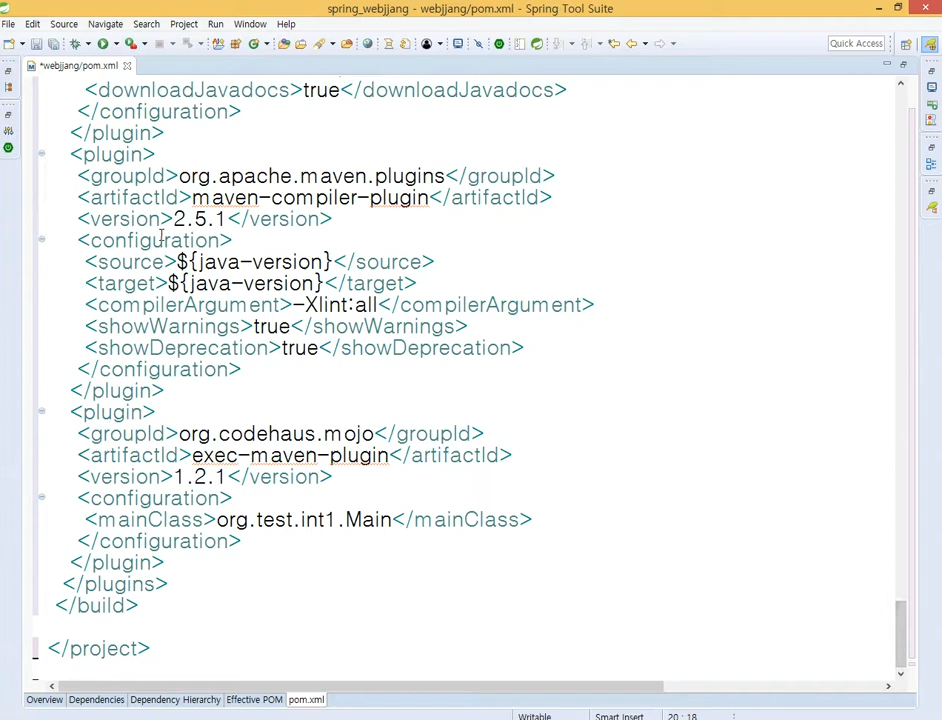 spring_webjjang - webjjang/pom.xml - Spring Tool Suite
File Edit Source Navigate Search Project Run Window Help
Quick Access
*webjjang/pom.xml
<downloadJavadocs>true</downloadJavadocs>
</configuration>
</plugin>
<plugin>
<groupId>org.apache.maven.plugins</groupId>
<artifactId>maven-compiler-plugin</artifactId>
<version>2.5.1</version>
<configuration>
<source>${java-version}</source>
<target>${java-version}</target>
<compilerArgument>-Xlint:all</compilerArgument>
<showWarnings>true</showWarnings>
<showDeprecation>true</showDeprecation>
</configuration>
</plugin>
<plugin>
<groupId>org.codehaus.mojo</groupId>
<artifactId>exec-maven-plugin</artifactId>
<version>1.2.1</version>
<configuration>
<mainClass>org.test.int1.Main</mainClass>
</configuration>
</plugin>
</plugins>
</build>
</project>
Overview Dependencies Dependency Hierarchy Effective POM pom.xml
Writable Smart Insert 20 : 18